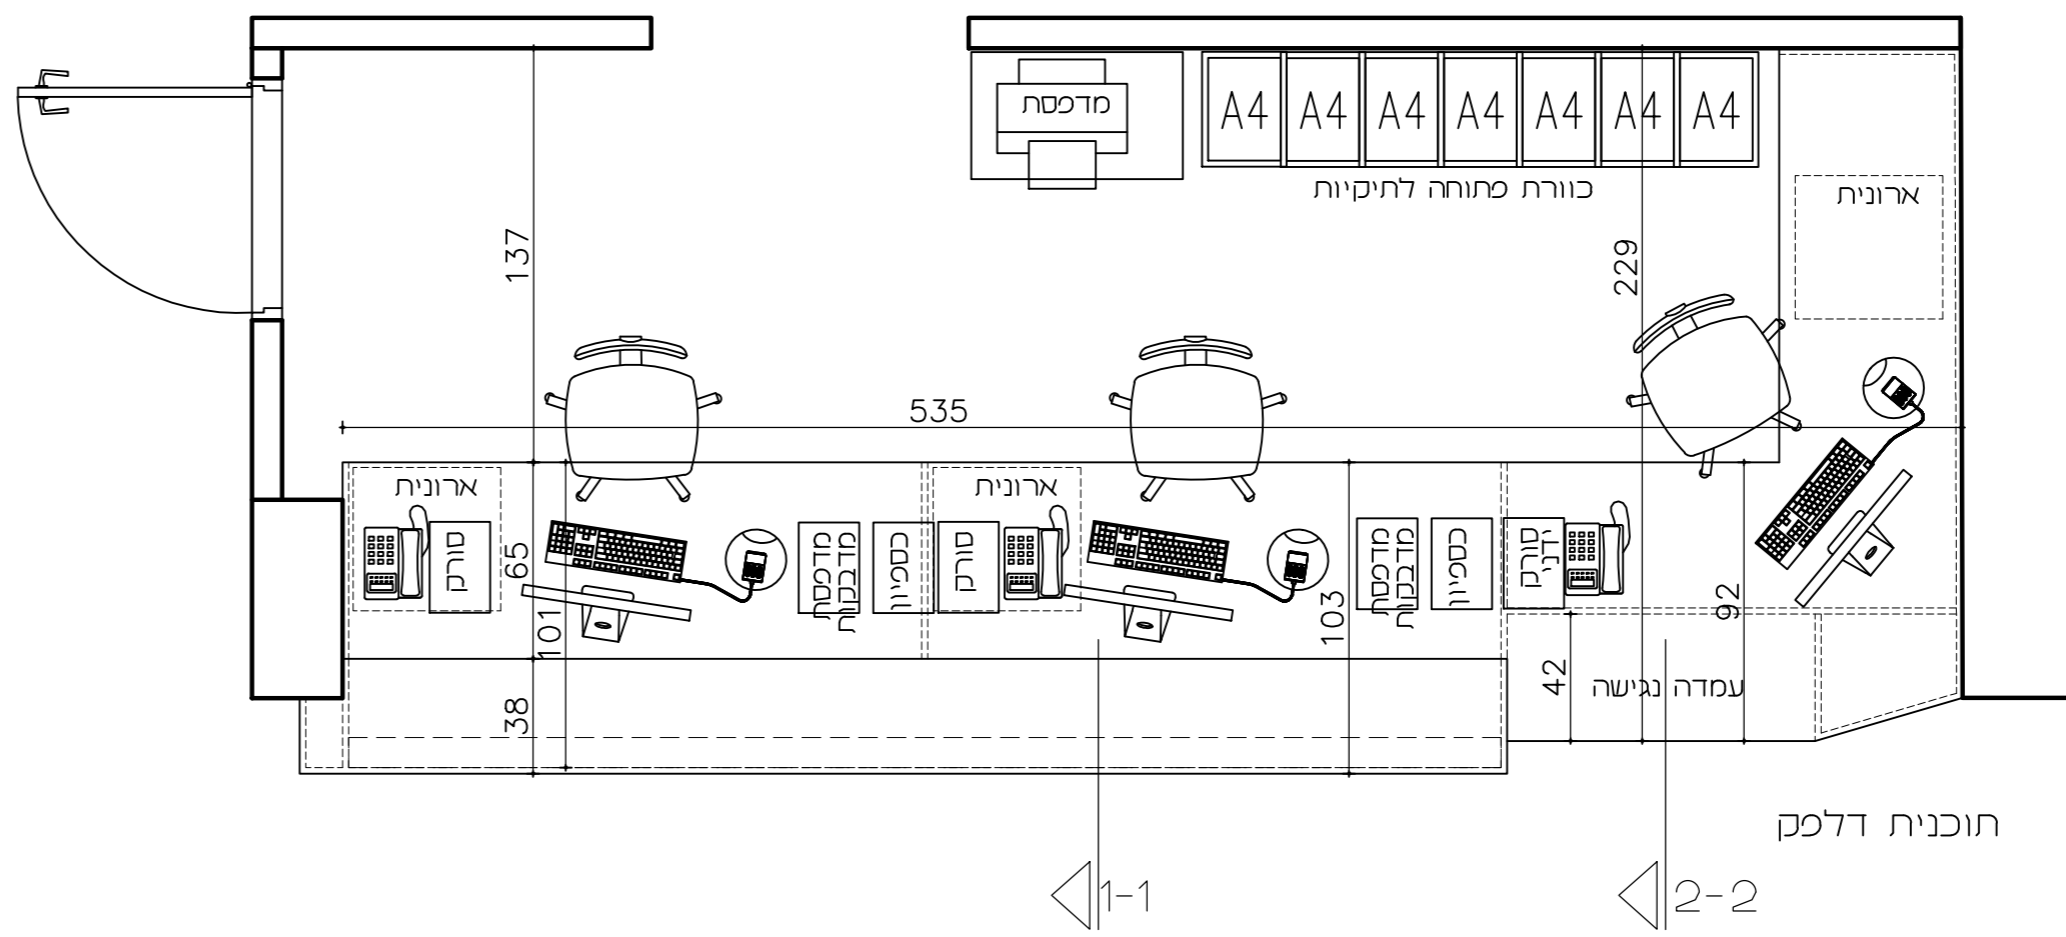 מדפסת
A4 A4 A4 A4 A4 A4 A4
כוורת פתוחה לתיקיות
ארונית
137
229
535
ארונית
ארונית
סורק
65
מדפסת
מדבקות
כספיון
סורק
מדפסת
מדבקות
כספיון
סורק
ידני
101
103
92
38
42
עמדה נגישה
תוכנית דלפק
1-1
2-2